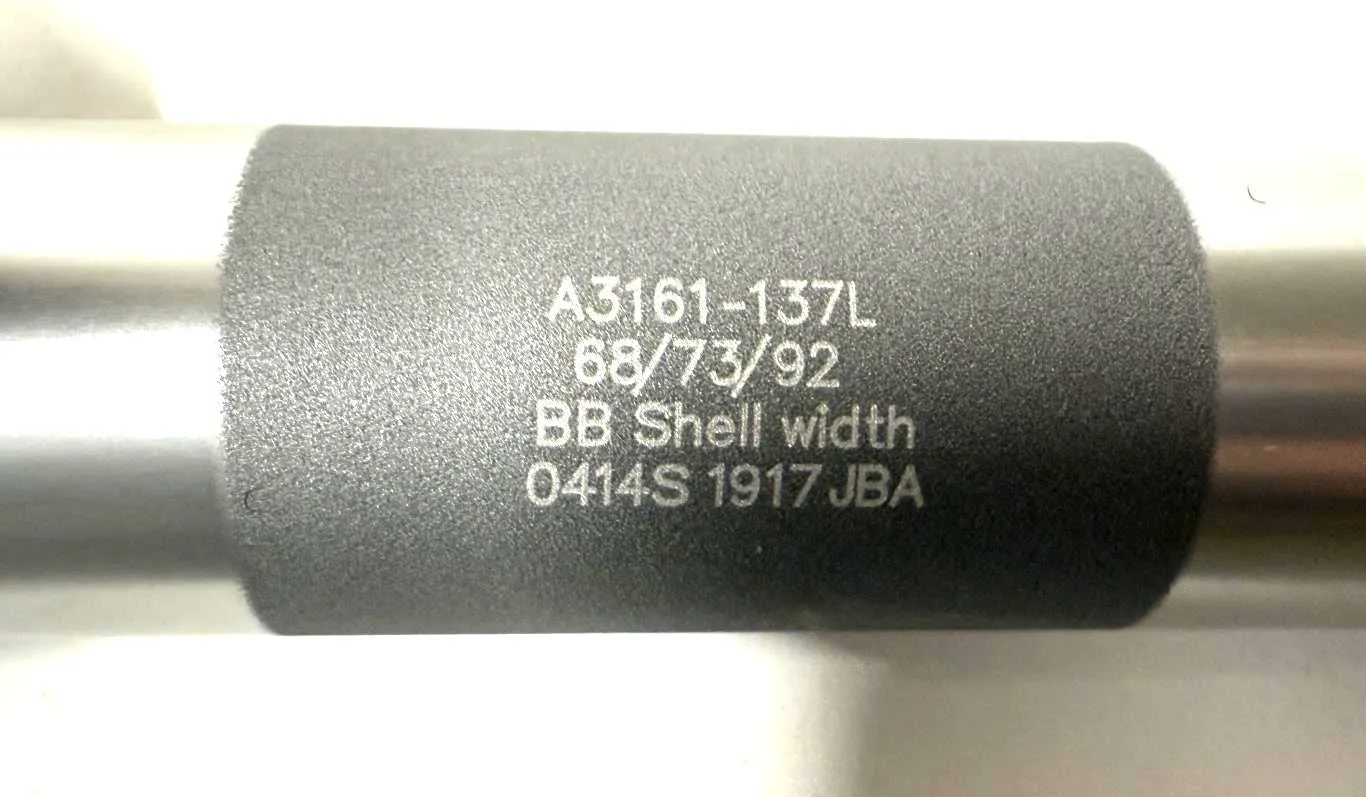 A3161-137L
68/73/92
BB Shell width
0414S 1917 JBA